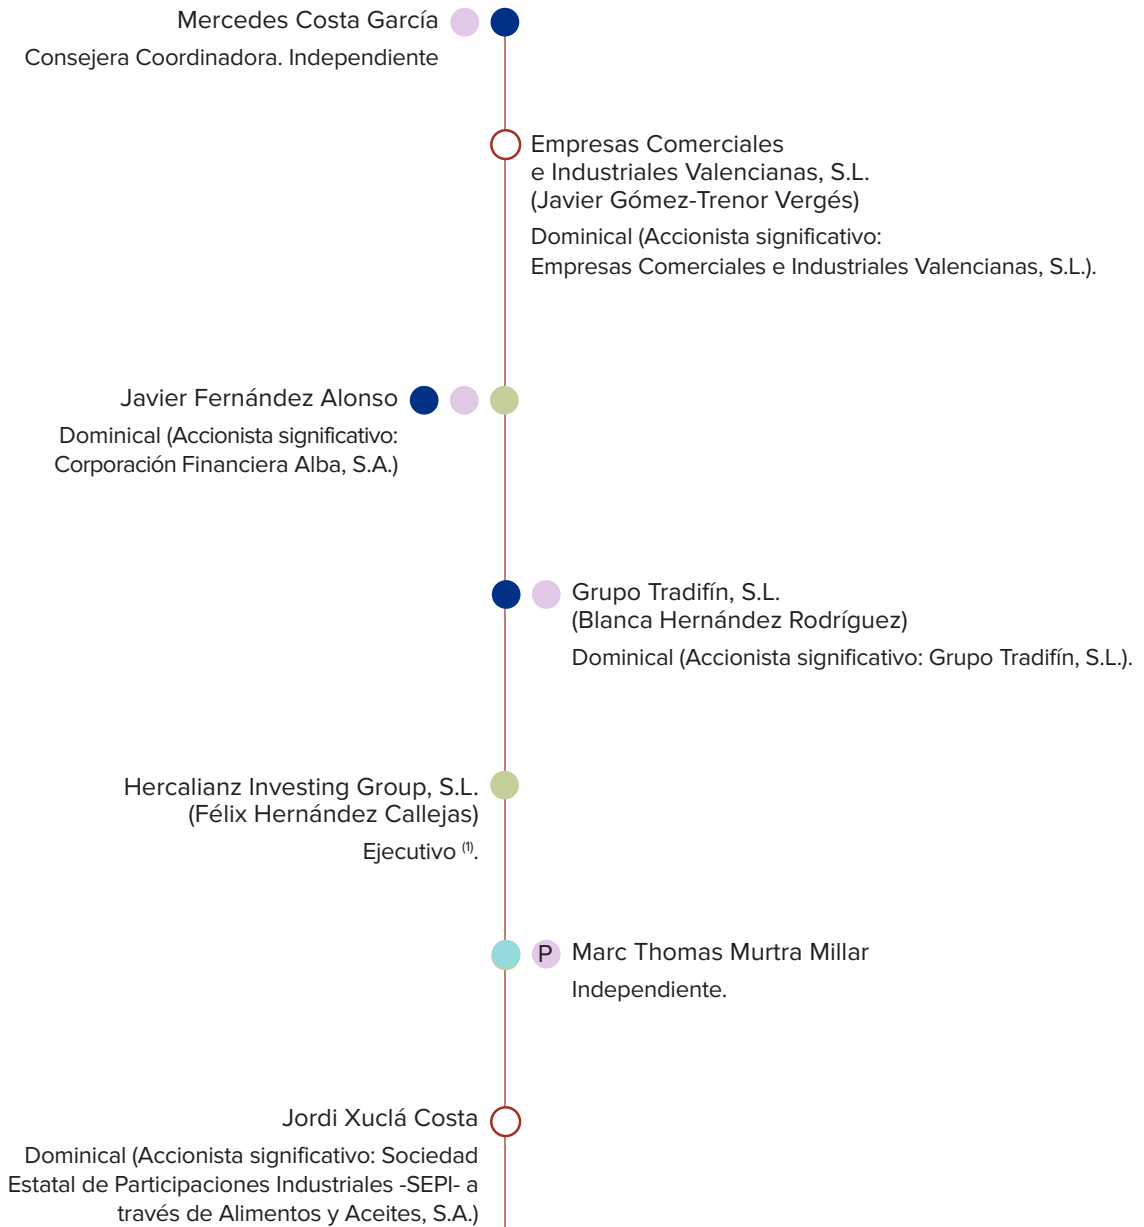 Mercedes Costa García
Consejera Coordinadora. Independiente
Empresas Comerciales
e Industriales Valencianas, S.L.
(Javier Gómez-Trenor Vergés)
Dominical (Accionista significativo:
Empresas Comerciales e Industriales Valencianas, S.L.).
Javier Fernández Alonso
Dominical (Accionista significativo:
Corporación Financiera Alba, S.A.)
Grupo Tradifín, S.L.
(Blanca Hernández Rodríguez)
Dominical (Accionista significativo: Grupo Tradifín, S.L.).
Hercalianz Investing Group, S.L.
(Félix Hernández Callejas)
Ejecutivo (1).
P Marc Thomas Murtra Millar
Independiente.
Jordi Xuclá Costa
Dominical (Accionista significativo: Sociedad
Estatal de Participaciones Industriales -SEPI- a
través de Alimentos y Aceites, S.A.)